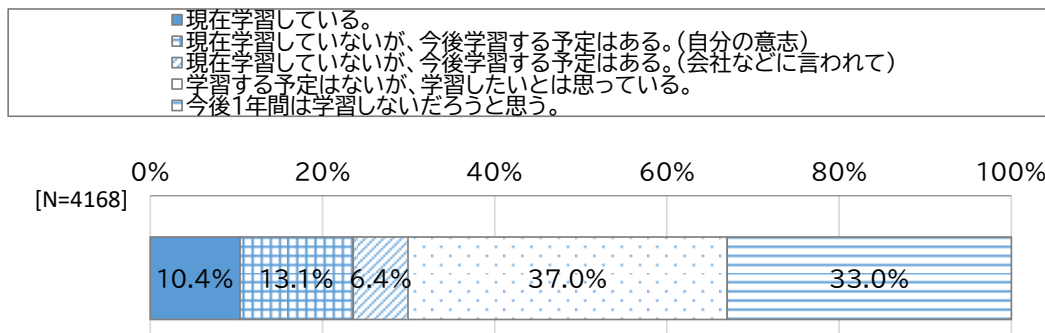 現在学習している。
現在学習していないが、今後学習する予定はある。(自分の意志)
現在学習していないが、今後学習する予定はある。(会社などに言われて)
学習する予定はないが、学習したいとは思っている。
今後1年間は学習しないだろうと思う。
0% 20% 40% 60% 80% 100%
[N=4168]
10.4% 13.1% 6.4% 37.0% 33.0%